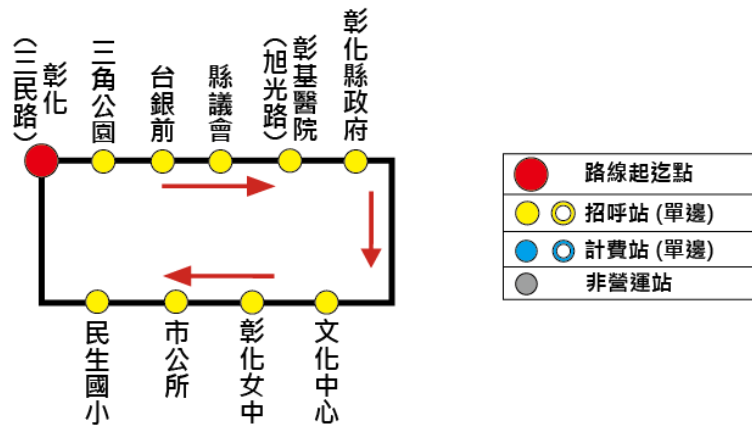 彰化
（三民路）
三角公園
台銀前
縣議會
彰基醫院
（旭光路）
彰化縣政府
民生國小
市公所
彰化女中
文化中心
路線起迄點
招呼站 (單邊)
計費站 (單邊)
非營運站